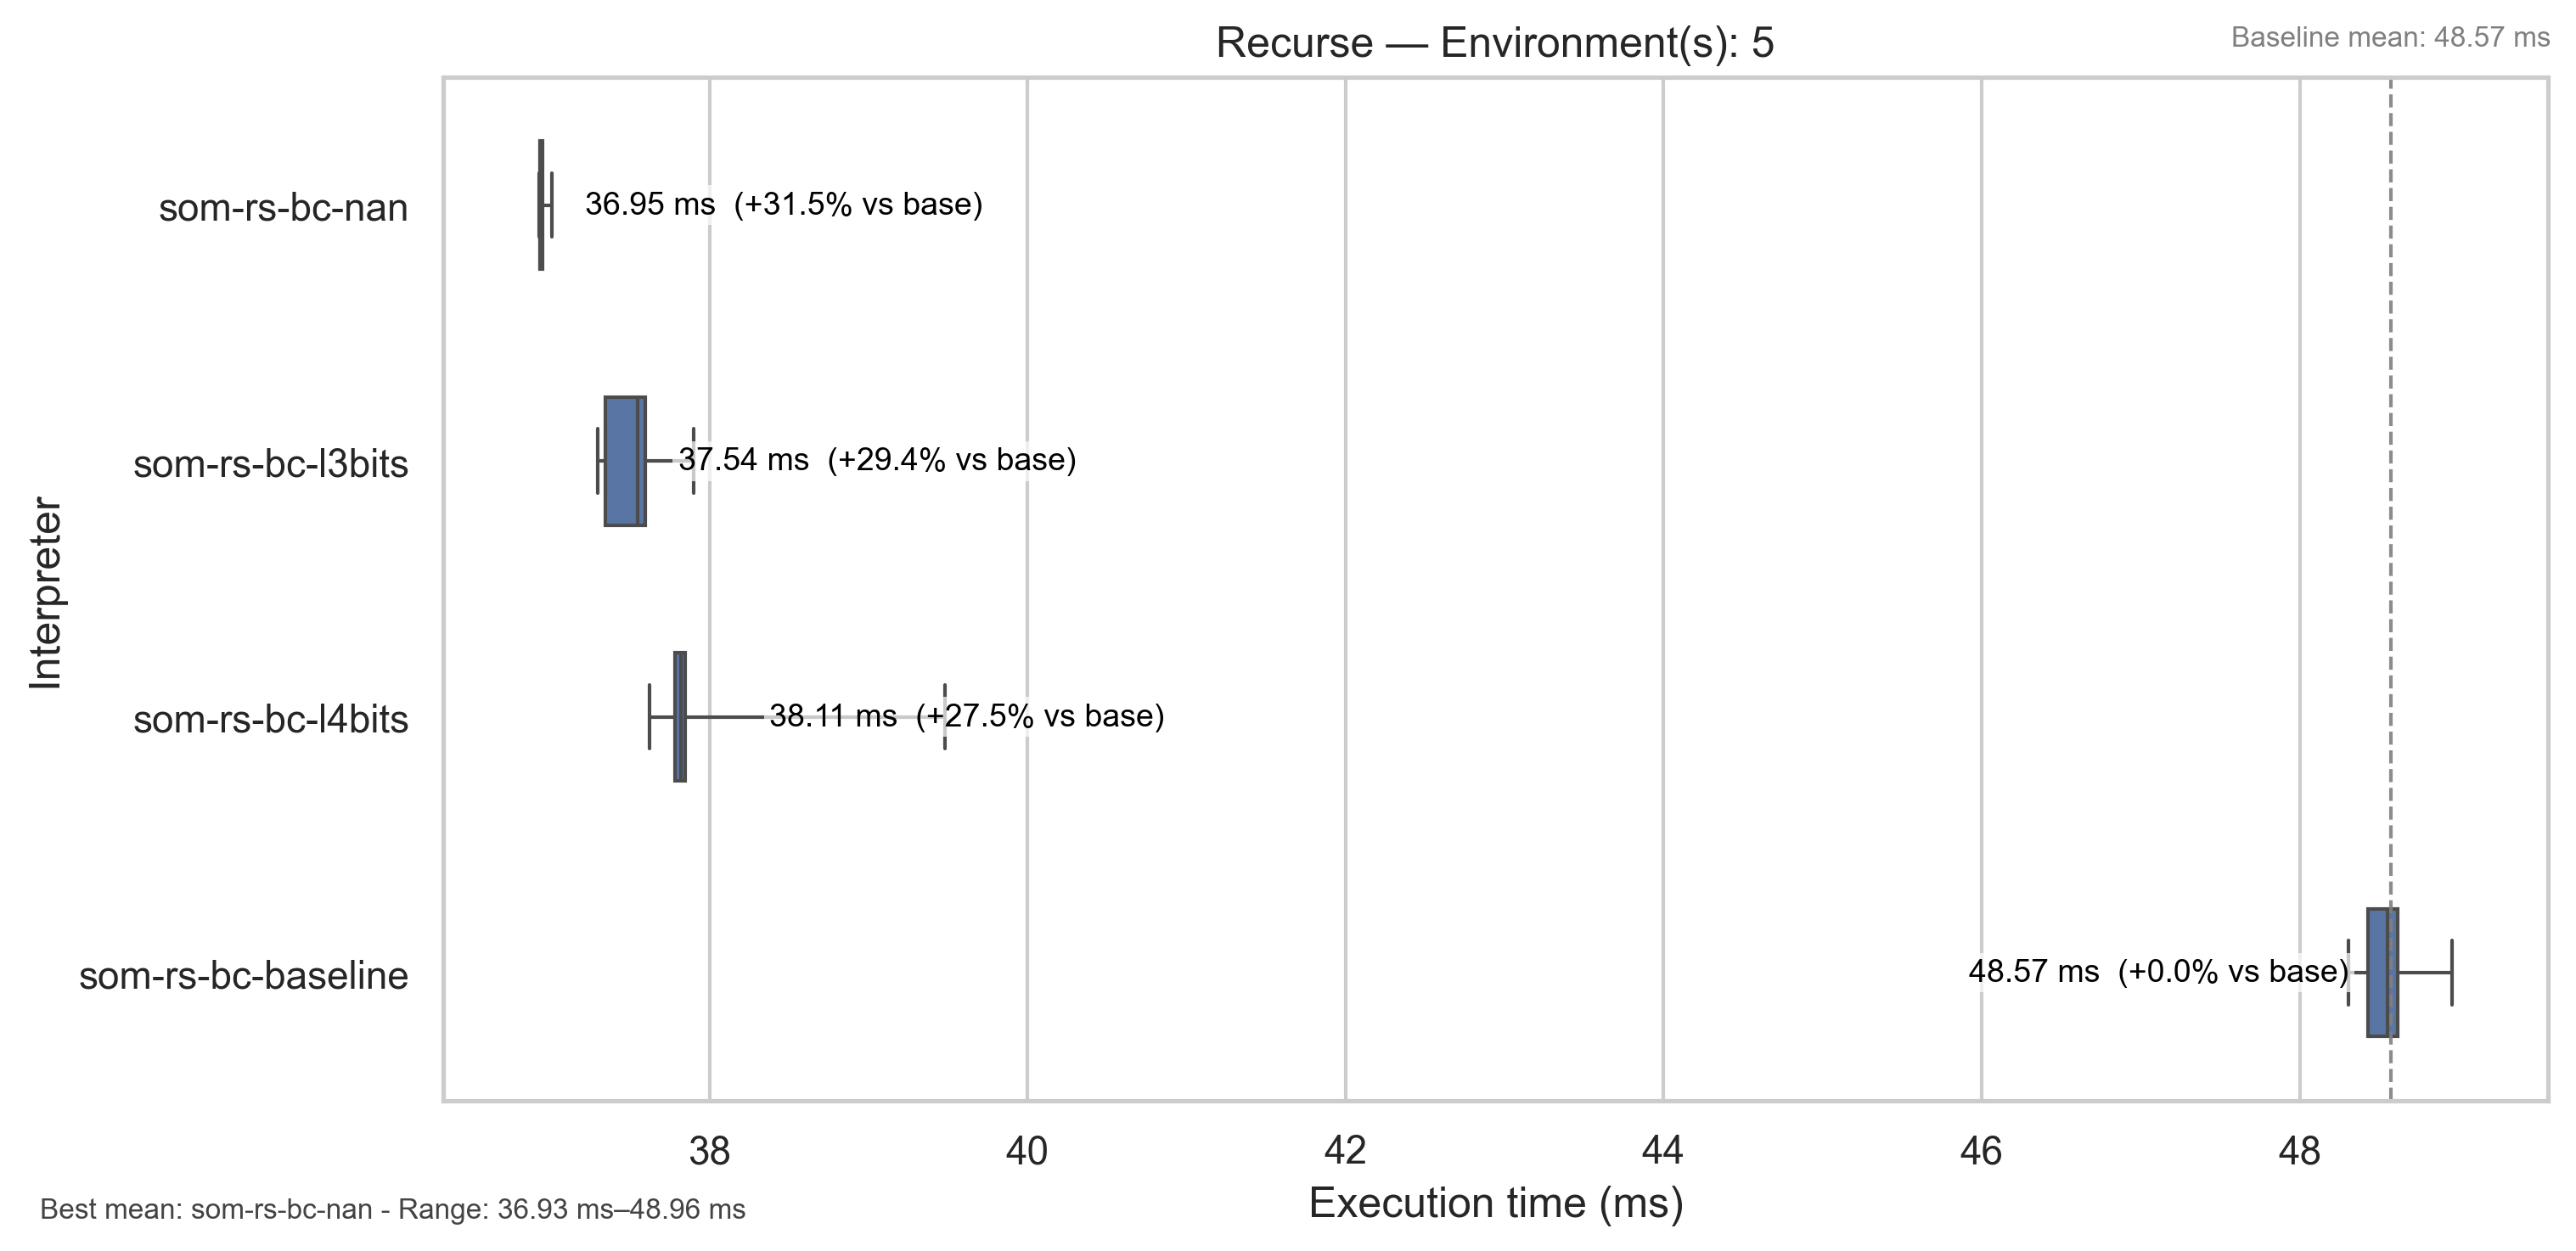 Recurse — Environment(s): 5
Baseline mean: 48.57 ms
som-rs-bc-nan
36.95 ms  (+31.5% vs base)
som-rs-bc-l3bits
37.54 ms  (+29.4% vs base)
som-rs-bc-l4bits
38.11 ms  (+27.5% vs base)
som-rs-bc-baseline
48.57 ms  (+0.0% vs base)
Interpreter
38 40 42 44 46 48
Execution time (ms)
Best mean: som-rs-bc-nan - Range: 36.93 ms–48.96 ms